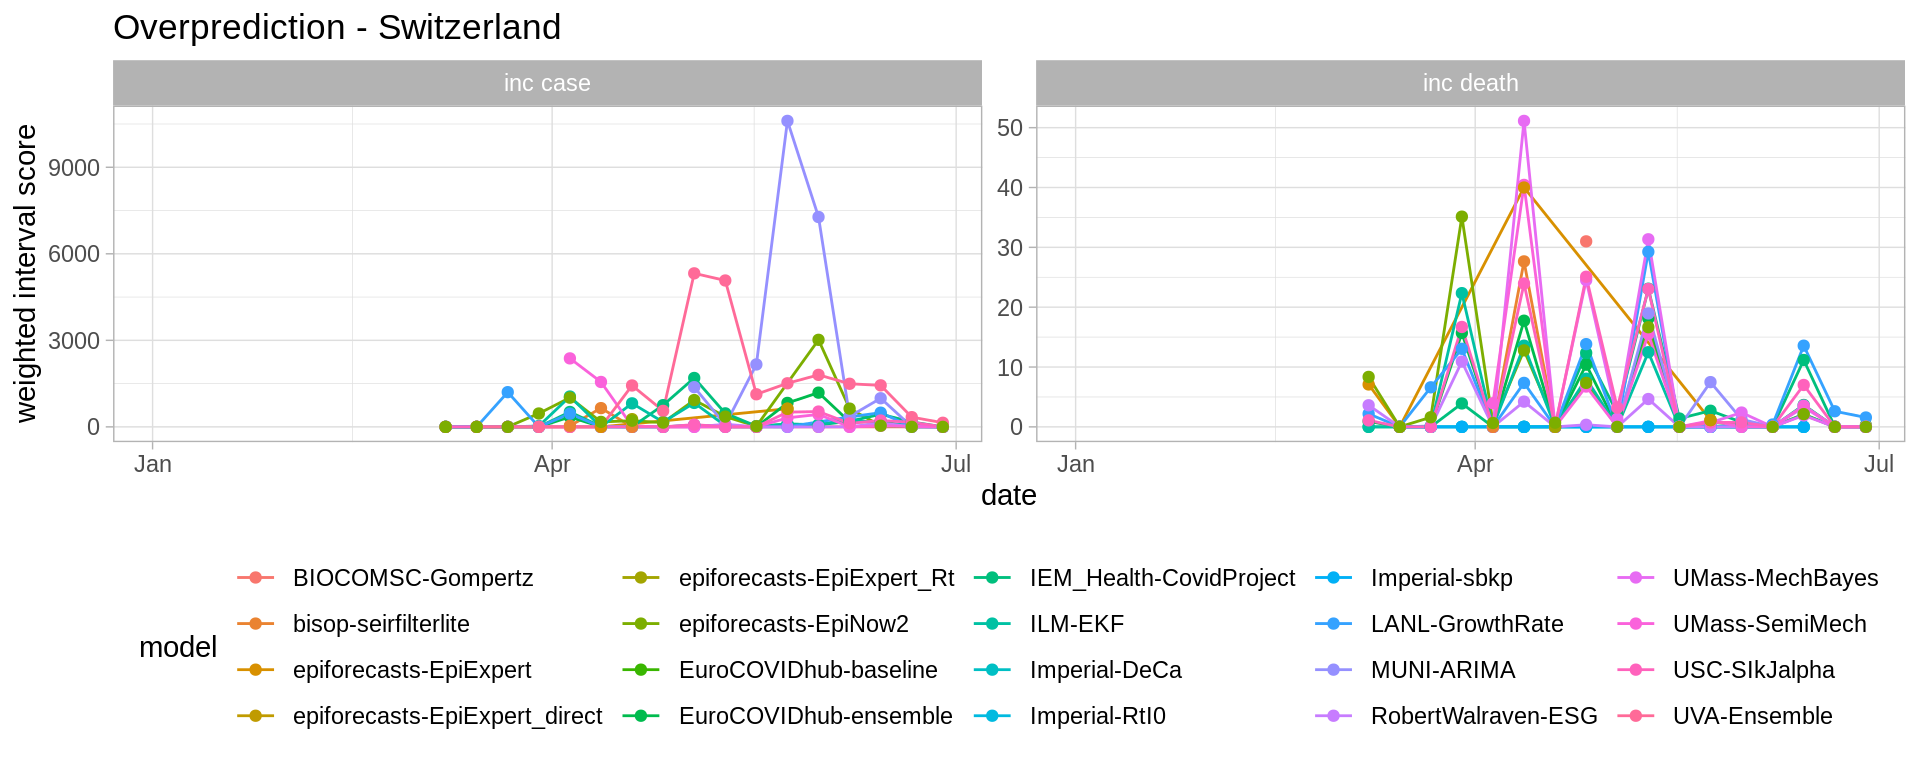 Overprediction - Switzerland
inc case
inc death
weighted interval score
9000
6000
3000
0
50
40
30
20
10
0
Jan
Apr
Jul
Jan
Apr
Jul
date
model
BIOCOMSC-Gompertz
bisop-seirfilterlite
epiforecasts-EpiExpert
epiforecasts-EpiExpert_direct
epiforecasts-EpiExpert_Rt
epiforecasts-EpiNow2
EuroCOVIDhub-baseline
EuroCOVIDhub-ensemble
IEM_Health-CovidProject
ILM-EKF
Imperial-DeCa
Imperial-RtI0
Imperial-sbkp
LANL-GrowthRate
MUNI-ARIMA
RobertWalraven-ESG
UMass-MechBayes
UMass-SemiMech
USC-SIkJalpha
UVA-Ensemble